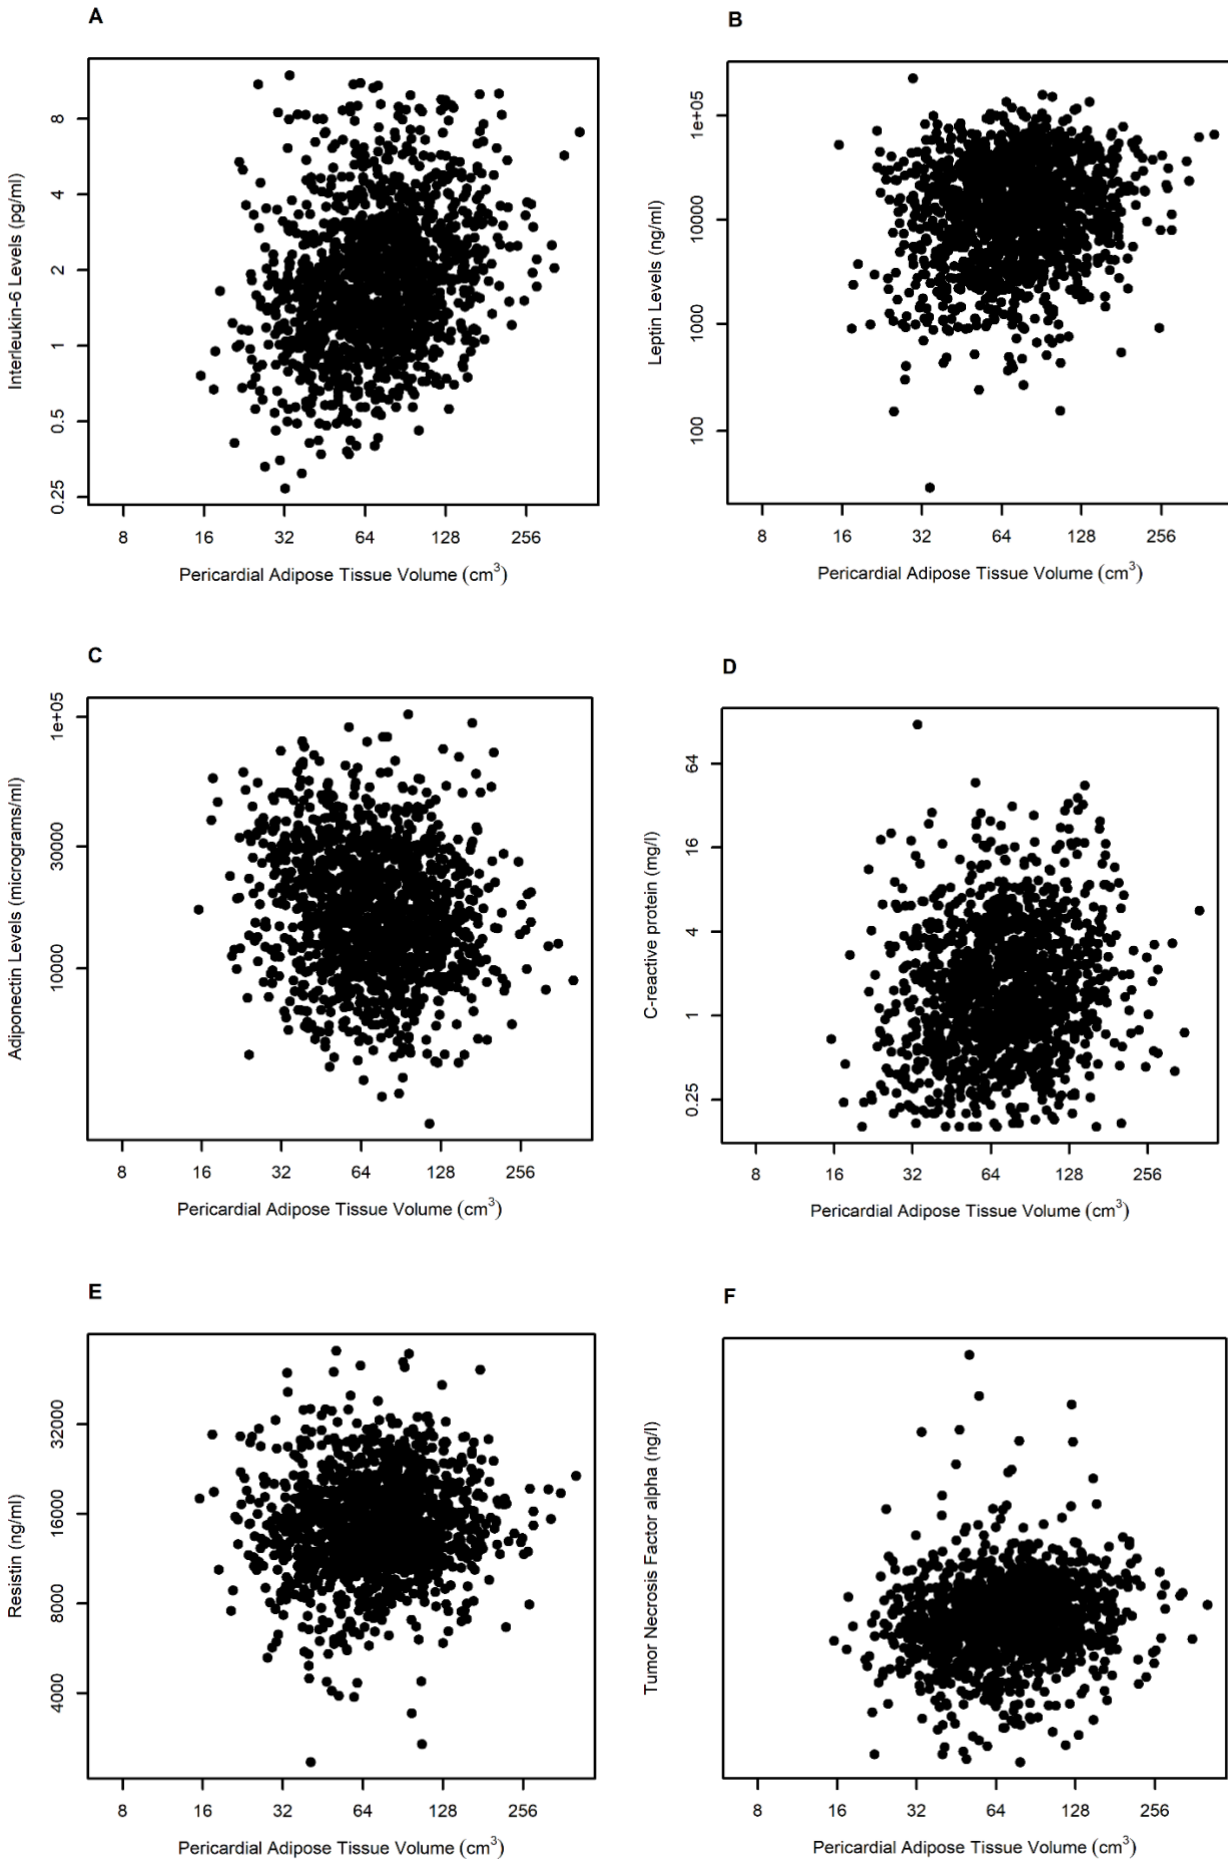 A
Interleukin-6 Levels (pg/ml)
8
4
2
1
0.5
0.25
8 16 32 64 128 256
Pericardial Adipose Tissue Volume (cm³)
B
Leptin Levels (ng/ml)
1e+05
10000
1000
100
8 16 32 64 128 256
Pericardial Adipose Tissue Volume (cm³)
C
Adiponectin Levels (micrograms/ml)
1e+05
30000
10000
8 16 32 64 128 256
Pericardial Adipose Tissue Volume (cm³)
D
C-reactive protein (mg/l)
64
16
4
1
0.25
8 16 32 64 128 256
Pericardial Adipose Tissue Volume (cm³)
E
Resistin (ng/ml)
32000
16000
8000
4000
8 16 32 64 128 256
Pericardial Adipose Tissue Volume (cm³)
F
Tumor Necrosis Factor alpha (ng/l)
8 16 32 64 128 256
Pericardial Adipose Tissue Volume (cm³)